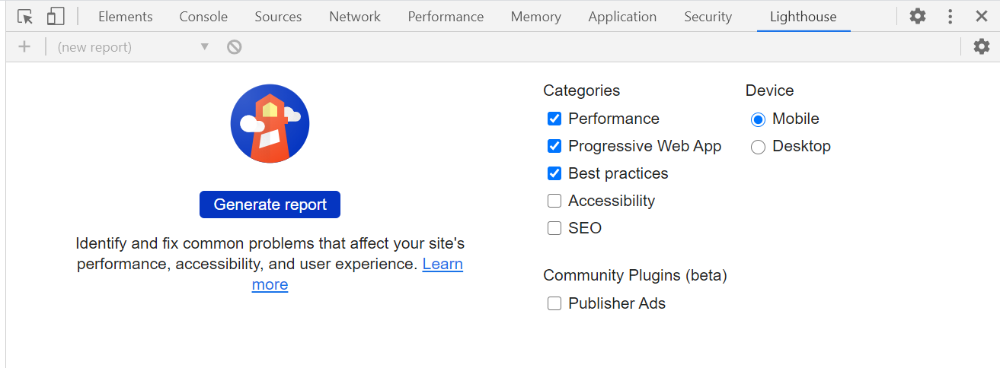 Elements Console Sources Network Performance Memory Application Security Lighthouse
(new report)
Generate report
Identify and fix common problems that affect your site's
performance, accessibility, and user experience. Learn
more
Categories
Performance
Progressive Web App
Best practices
Accessibility
SEO
Device
Mobile
Desktop
Community Plugins (beta)
Publisher Ads